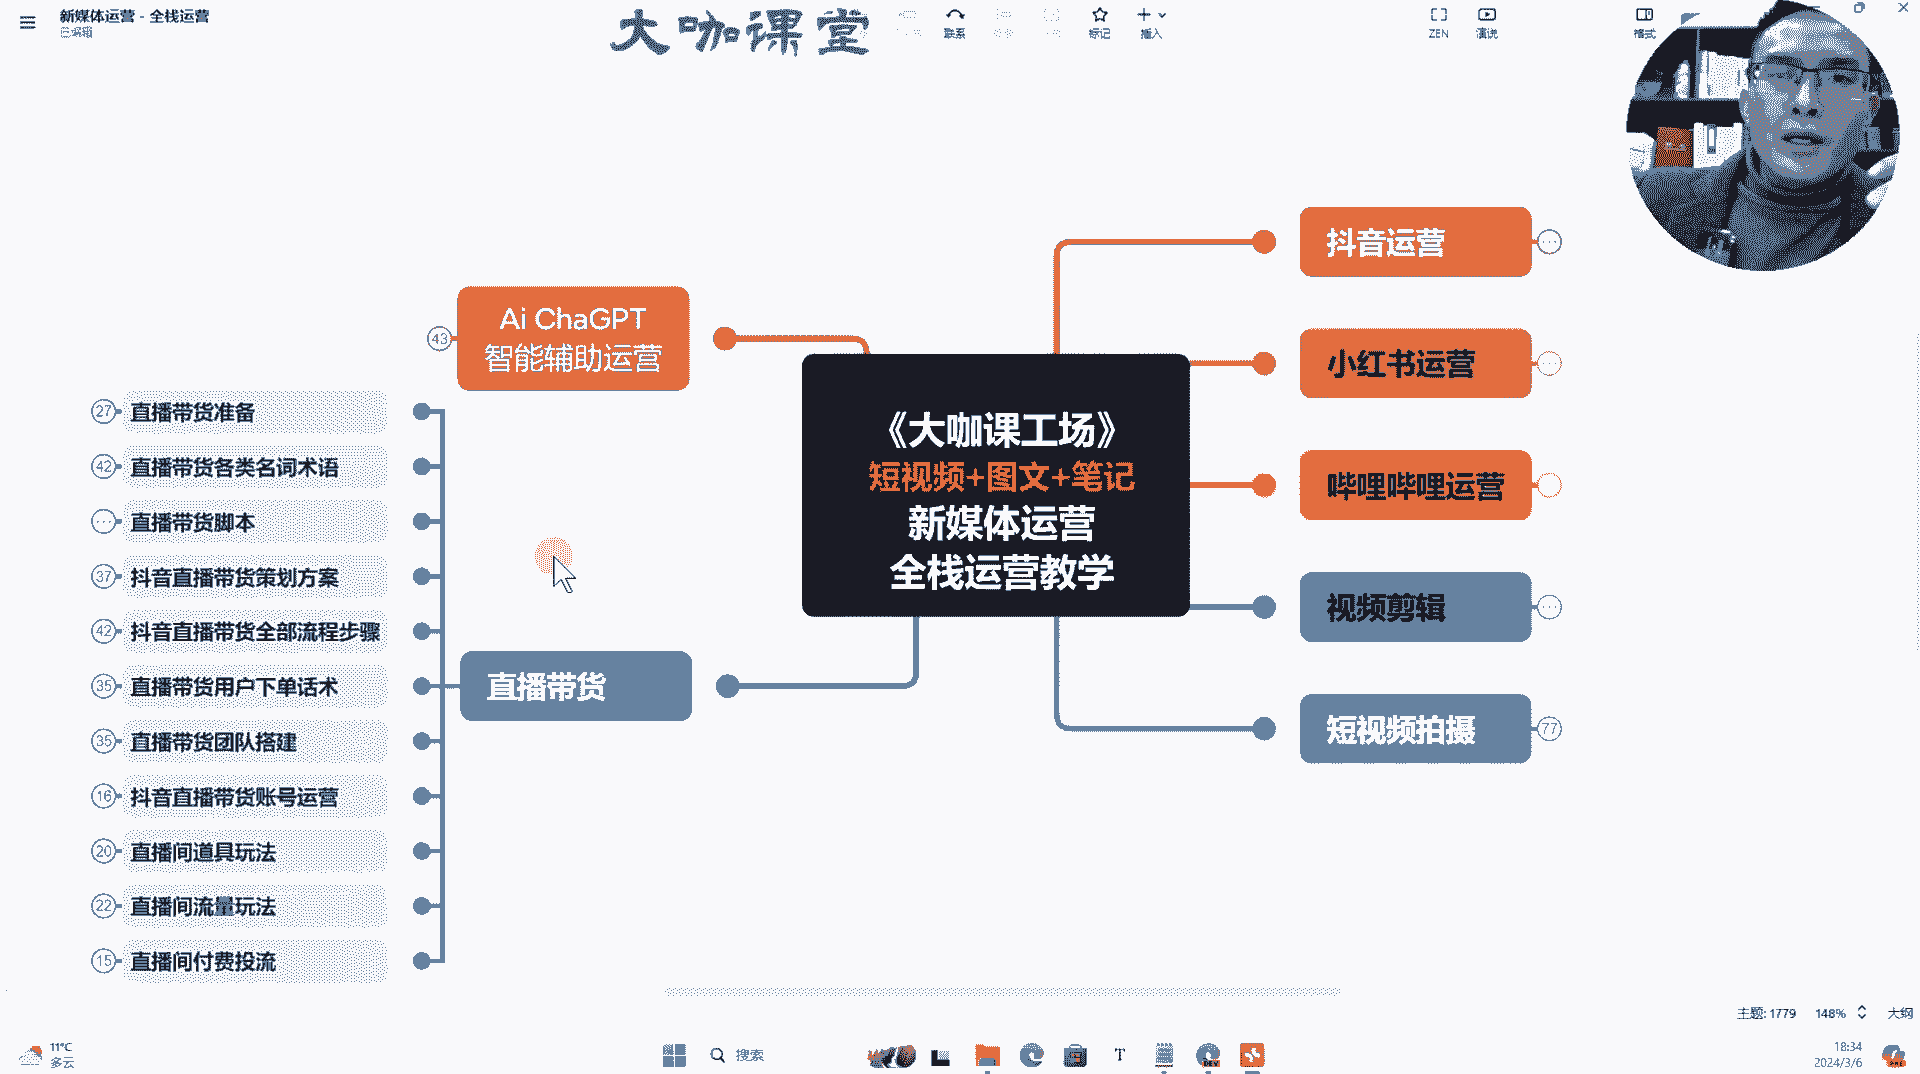 新媒体运营 - 全栈运营
已编辑
大咖课堂
联系
标记
插入
ZEN
演说
格式
Ai ChaGPT
智能辅助运营
43
27 直播带货准备
42 直播带货各类名词术语
直播带货脚本
37 抖音直播带货策划方案
42 抖音直播带货全部流程步骤
35 直播带货用户下单话术
35 直播带货团队搭建
16 抖音直播带货账号运营
20 直播间道具玩法
22 直播间流量玩法
15 直播间付费投流
直播带货
《大咖课工场》
短视频+图文+笔记
新媒体运营
全栈运营教学
抖音运营
小红书运营
哔哩哔哩运营
视频剪辑
短视频拍摄
77
主题: 1779
148%
大纲
11°C
多云
搜索
T
DEV
18:34
2024/3/6